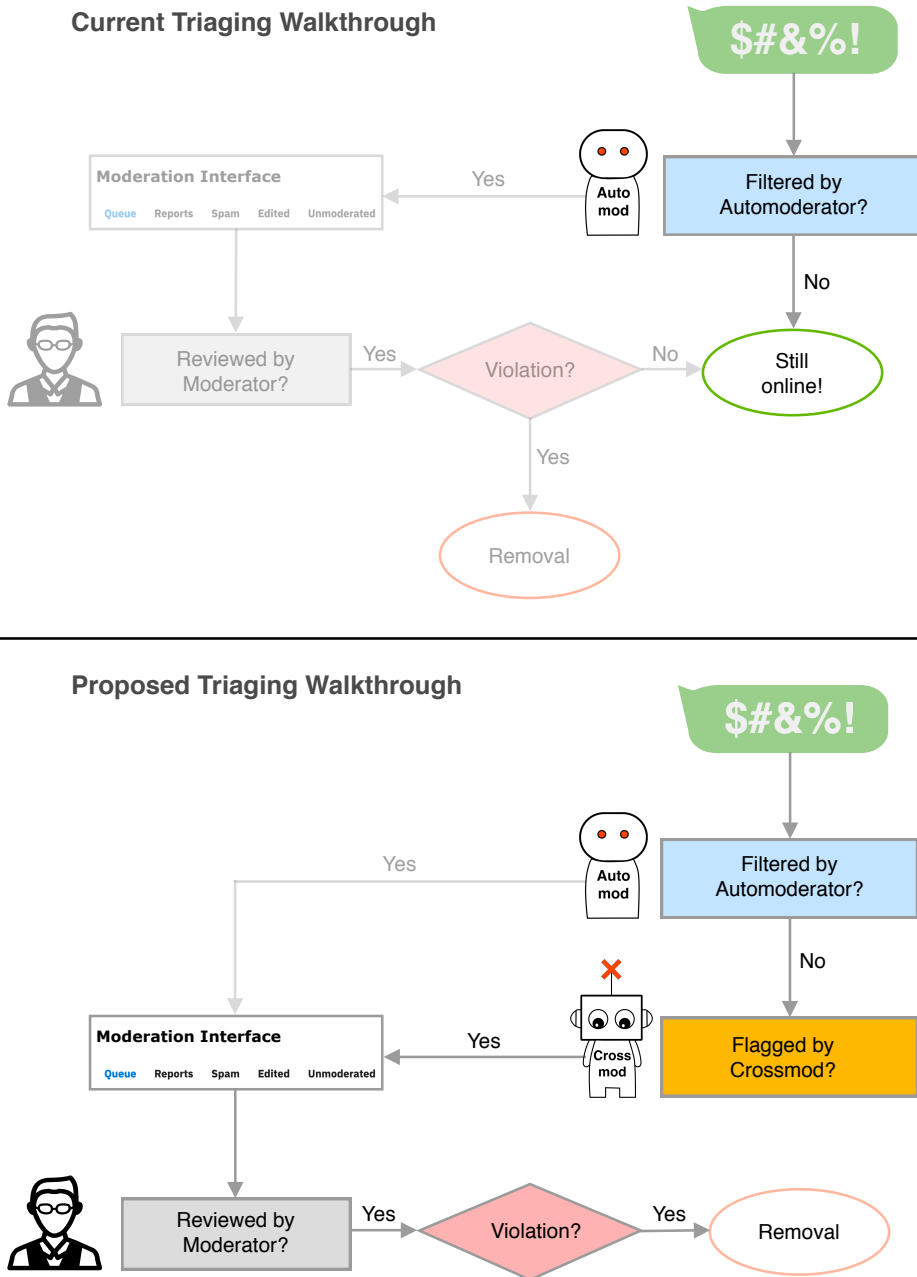 Current Triaging Walkthrough
$#&%!
Auto
mod
Filtered by
Automoderator?
Yes
Moderation Interface
Queue Reports Spam Edited Unmoderated
No
Reviewed by
Moderator?
Yes
Violation?
No
Still
online!
Yes
Removal
Proposed Triaging Walkthrough
$#&%!
Auto
mod
Filtered by
Automoderator?
Yes
No
Moderation Interface
Queue Reports Spam Edited Unmoderated
Yes
Cross
mod
Flagged by
Crossmod?
Reviewed by
Moderator?
Yes
Violation?
Yes
Removal